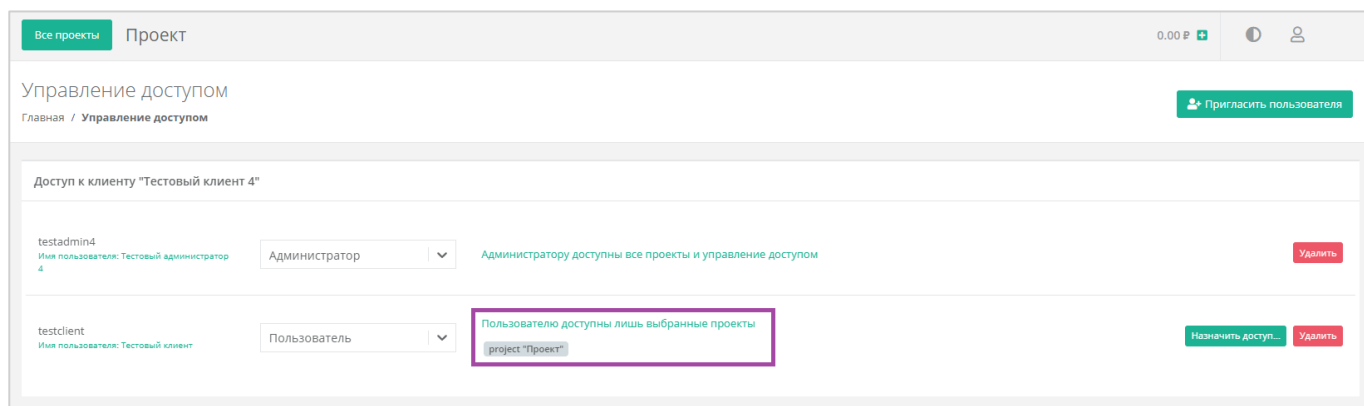 Все проекты
Проект
0.00 ₽
Управление доступом
Главная / Управление доступом
Пригласить пользователя
Доступ к клиенту "Тестовый клиент 4"
testadmin4
Имя пользователя: Тестовый администратор
4
Администратор
Администратору доступны все проекты и управление доступом
Удалить
testclient
Имя пользователя: Тестовый клиент
Пользователь
Пользователю доступны лишь выбранные проекты
project "Проект"
Назначить доступ...
Удалить